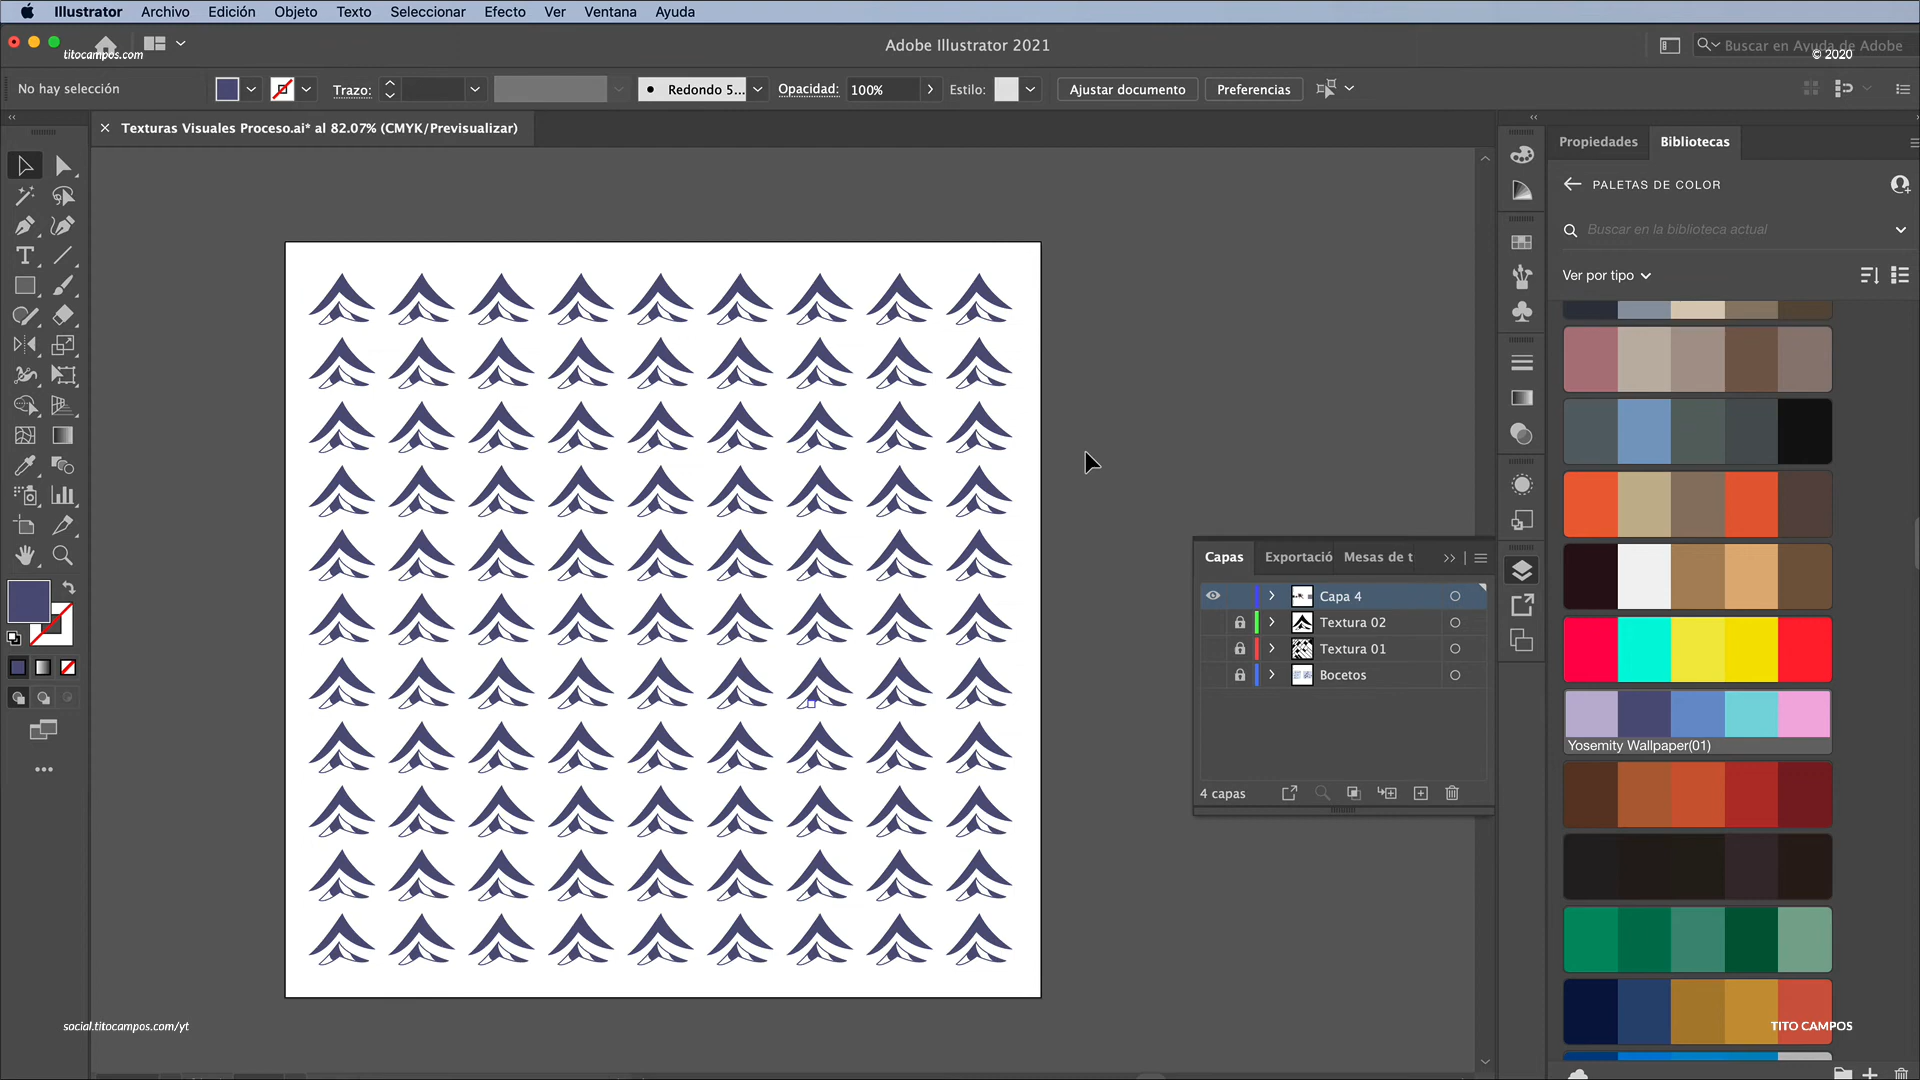 Illustrator Archivo Edición Objeto Texto Seleccionar Efecto Ver Ventana Ayuda
titocampos.com
Adobe Illustrator 2021
Buscar en Ayuda de Adobe
© 2020
No hay selección
Trazo:
Redondo 5...
Opacidad: 100%
Estilo:
Ajustar documento
Preferencias
Texturas Visuales Proceso.ai* al 82.07% (CMYK/Previsualizar)
Propiedades
Bibliotecas
PALETAS DE COLOR
Buscar en la biblioteca actual
Ver por tipo
Capas
Exportació
Mesas de t
Capa 4
Textura 02
Textura 01
Bocetos
4 capas
Yosemity Wallpaper(01)
social.titocampos.com/yt
TITO CAMPOS